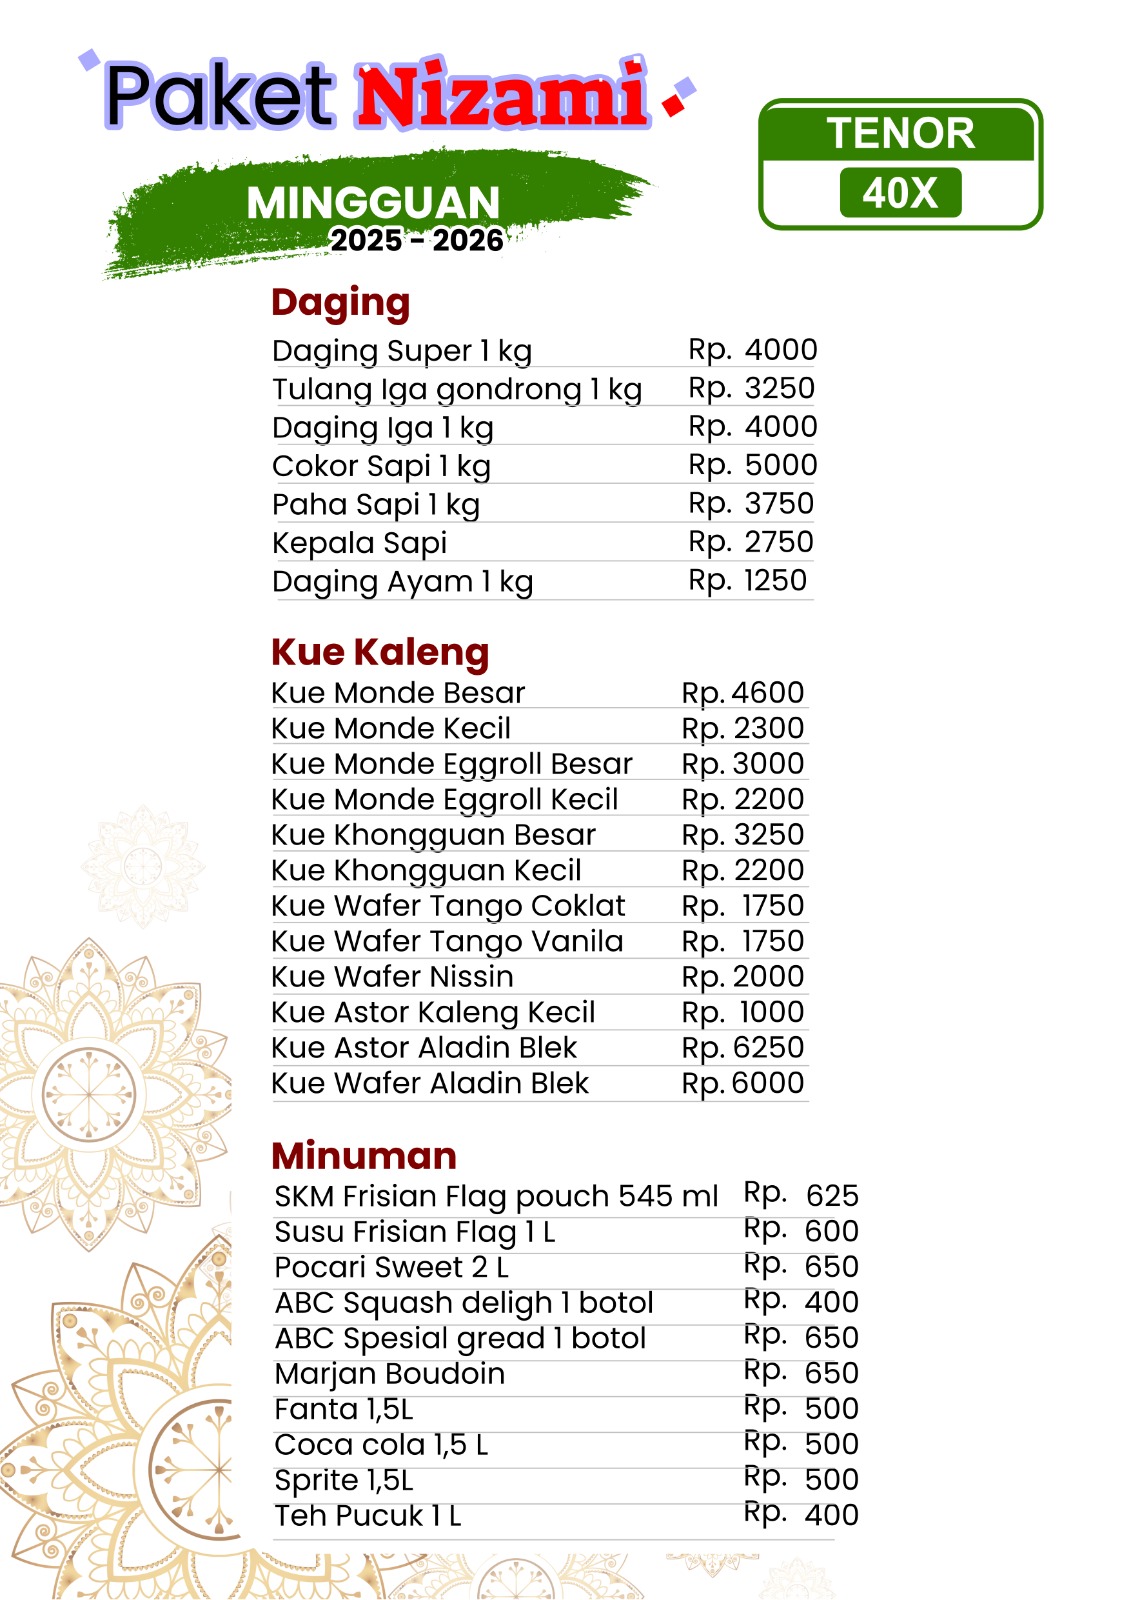 Paket Nizami
TENOR
40X
MINGGUAN
2025 - 2026
Daging
Daging Super 1 kg Rp. 4000
Tulang Iga gondrong 1 kg Rp. 3250
Daging Iga 1 kg Rp. 4000
Cokor Sapi 1 kg Rp. 5000
Paha Sapi 1 kg Rp. 3750
Kepala Sapi Rp. 2750
Daging Ayam 1 kg Rp. 1250
Kue Kaleng
Kue Monde Besar Rp. 4600
Kue Monde Kecil Rp. 2300
Kue Monde Eggroll Besar Rp. 3000
Kue Monde Eggroll Kecil Rp. 2200
Kue Khongguan Besar Rp. 3250
Kue Khongguan Kecil Rp. 2200
Kue Wafer Tango Coklat Rp. 1750
Kue Wafer Tango Vanila Rp. 1750
Kue Wafer Nissin Rp. 2000
Kue Astor Kaleng Kecil Rp. 1000
Kue Astor Aladin Blek Rp. 6250
Kue Wafer Aladin Blek Rp. 6000
Minuman
SKM Frisian Flag pouch 545 ml Rp. 625
Susu Frisian Flag 1 L Rp. 600
Pocari Sweet 2 L Rp. 650
ABC Squash deligh 1 botol Rp. 400
ABC Spesial gread 1 botol Rp. 650
Marjan Boudoin Rp. 650
Fanta 1,5L Rp. 500
Coca cola 1,5 L Rp. 500
Sprite 1,5L Rp. 500
Teh Pucuk 1 L Rp. 400